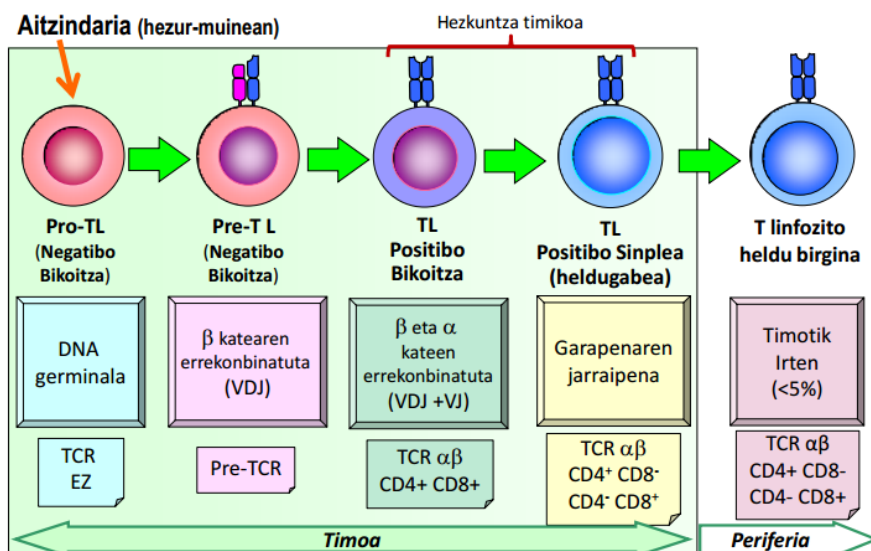 Aitzindaria (hezur-muinean)
Hezkuntza timikoa
Pro-TL
(Negatibo
Bikoitza)
Pre-T L
(Negatibo
Bikoitza)
TL
Positibo
Bikoitza
TL
Positibo Sinplea
(heldugabea)
T linfozito
heldu birgina
DNA
germinala
β katearen
errekonbinatuta
(VDJ)
β eta α
kateen
errekonbinatuta
(VDJ +VJ)
Garapenaren
jarraipena
Timotik
Irten
(<5%)
TCR
EZ
Pre-TCR
TCR αβ
CD4+ CD8+
TCR αβ
CD4⁺ CD8⁻
CD4⁻ CD8⁺
TCR αβ
CD4+ CD8-
CD4- CD8+
Timoa
Periferia